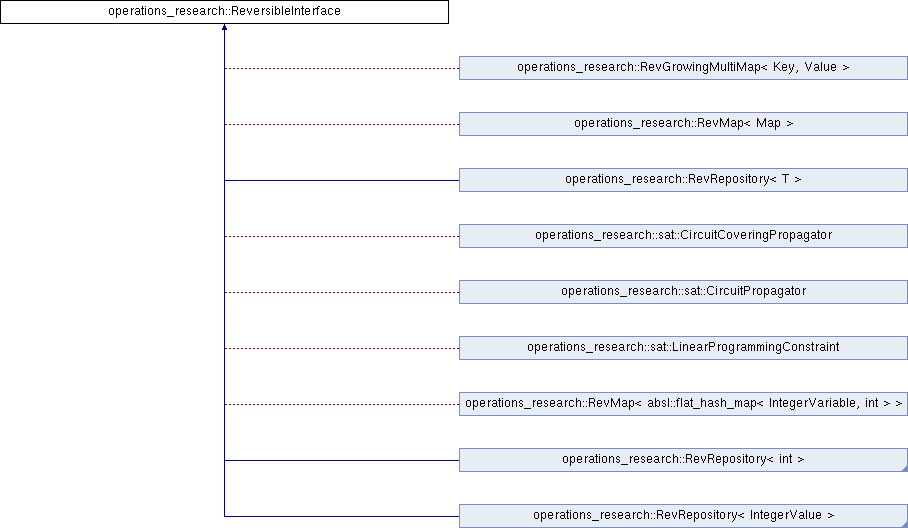 operations_research::ReversibleInterface
operations_research::RevGrowingMultiMap< Key, Value >
operations_research::RevMap< Map >
operations_research::RevRepository< T >
operations_research::sat::CircuitCoveringPropagator
operations_research::sat::CircuitPropagator
operations_research::sat::LinearProgrammingConstraint
operations_research::RevMap< absl::flat_hash_map< IntegerVariable, int > >
operations_research::RevRepository< int >
operations_research::RevRepository< IntegerValue >